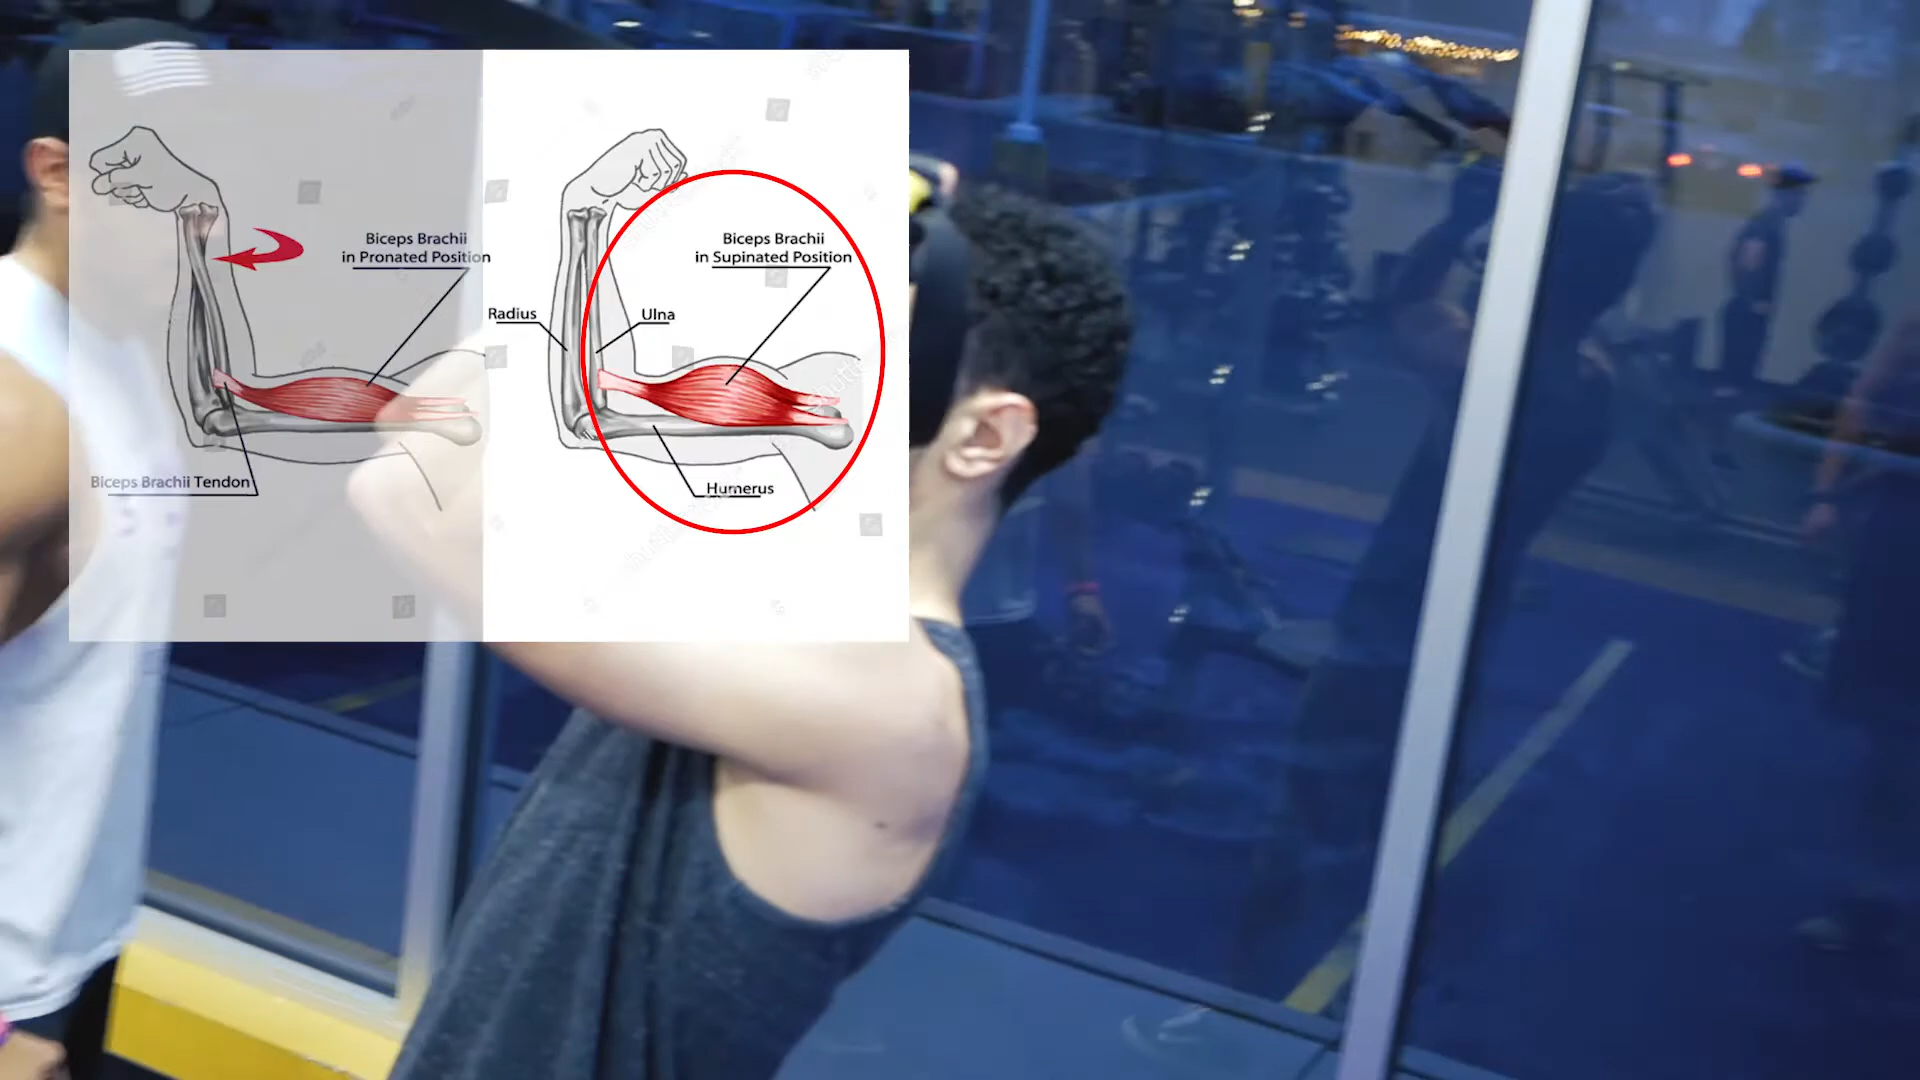 Biceps Brachii
in Pronated Position
Biceps Brachii Tendon
Biceps Brachii
in Supinated Position
Radius
Ulna
Humerus